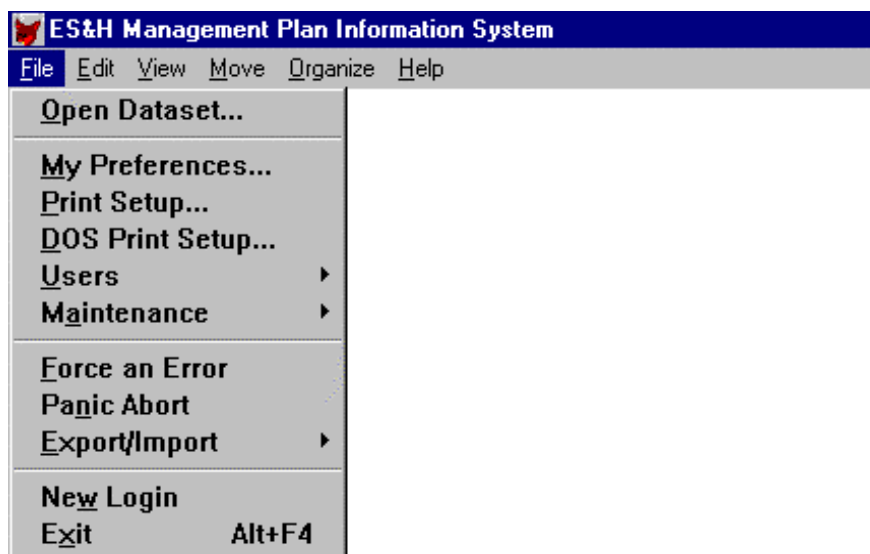 ES&H Management Plan Information System
File Edit View Move Organize Help
Open Dataset...
My Preferences...
Print Setup...
DOS Print Setup...
Users
Maintenance
Force an Error
Panic Abort
Export/Import
New Login
Exit Alt+F4